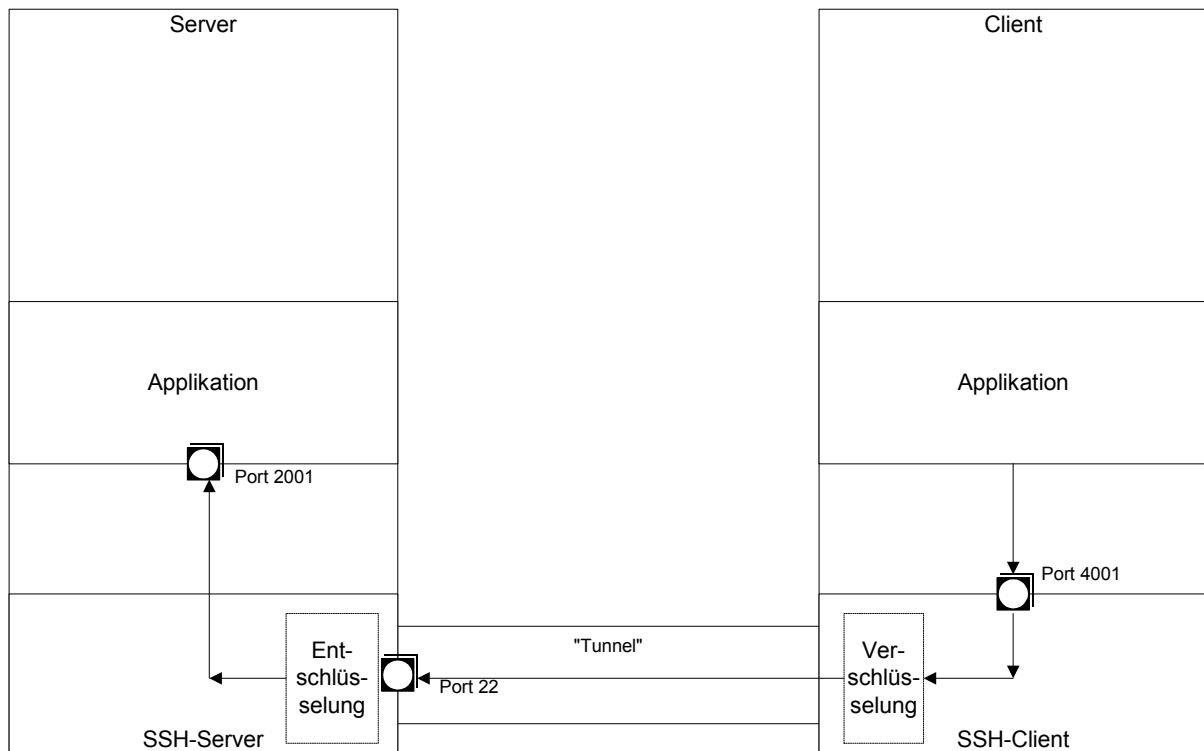 Server
Client
Applikation
Applikation
Port 2001
Port 4001
Ent-
schlüs-
selung
"Tunnel"
Port 22
Ver-
schlüs-
selung
SSH-Server
SSH-Client